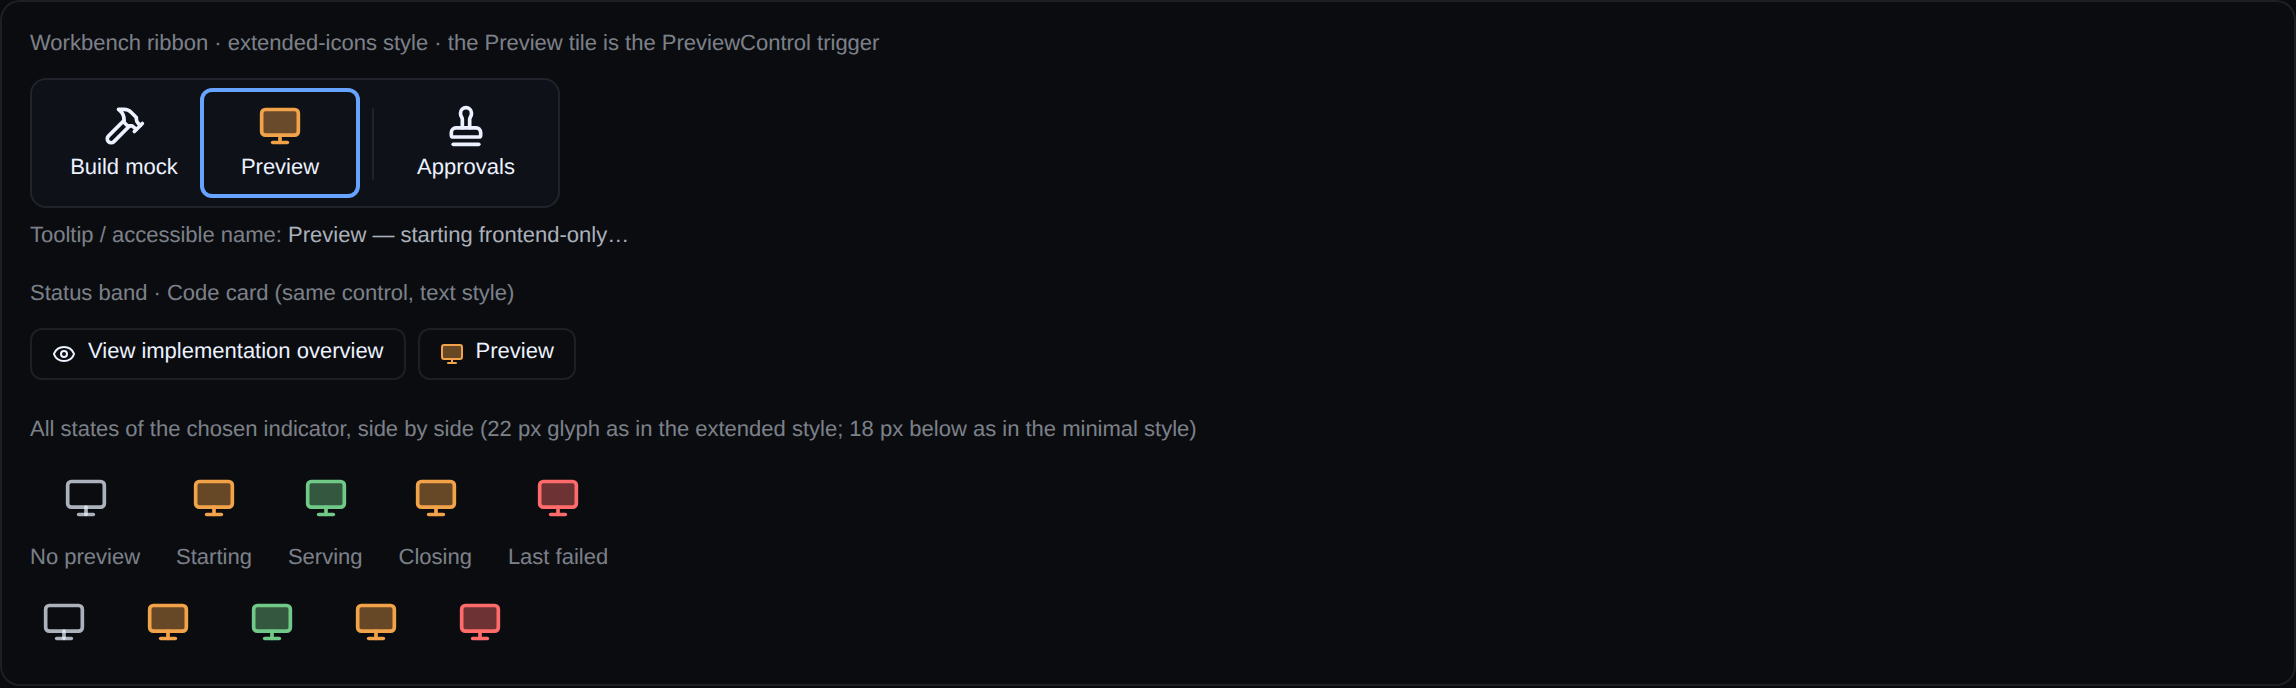 Workbench ribbon · extended-icons style · the Preview tile is the PreviewControl trigger
Build mock
Preview
Approvals
Tooltip / accessible name: Preview — starting frontend-only…
Status band · Code card (same control, text style)
View implementation overview
Preview
All states of the chosen indicator, side by side (22 px glyph as in the extended style; 18 px below as in the minimal style)
No preview
Starting
Serving
Closing
Last failed